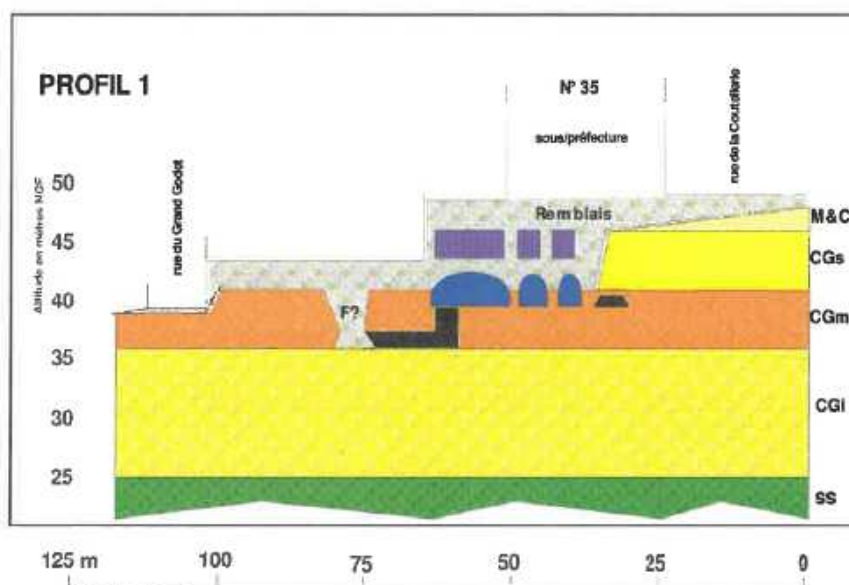 PROFIL 1
N° 35
sous/préfecture
rue de la Coutellerie
rue du Grand Godet
Altitude en mètres NGF
50
45
40
35
30
25
Remblais
F?
M&C
CGs
CGm
CGi
SS
125 m
100
75
50
25
0